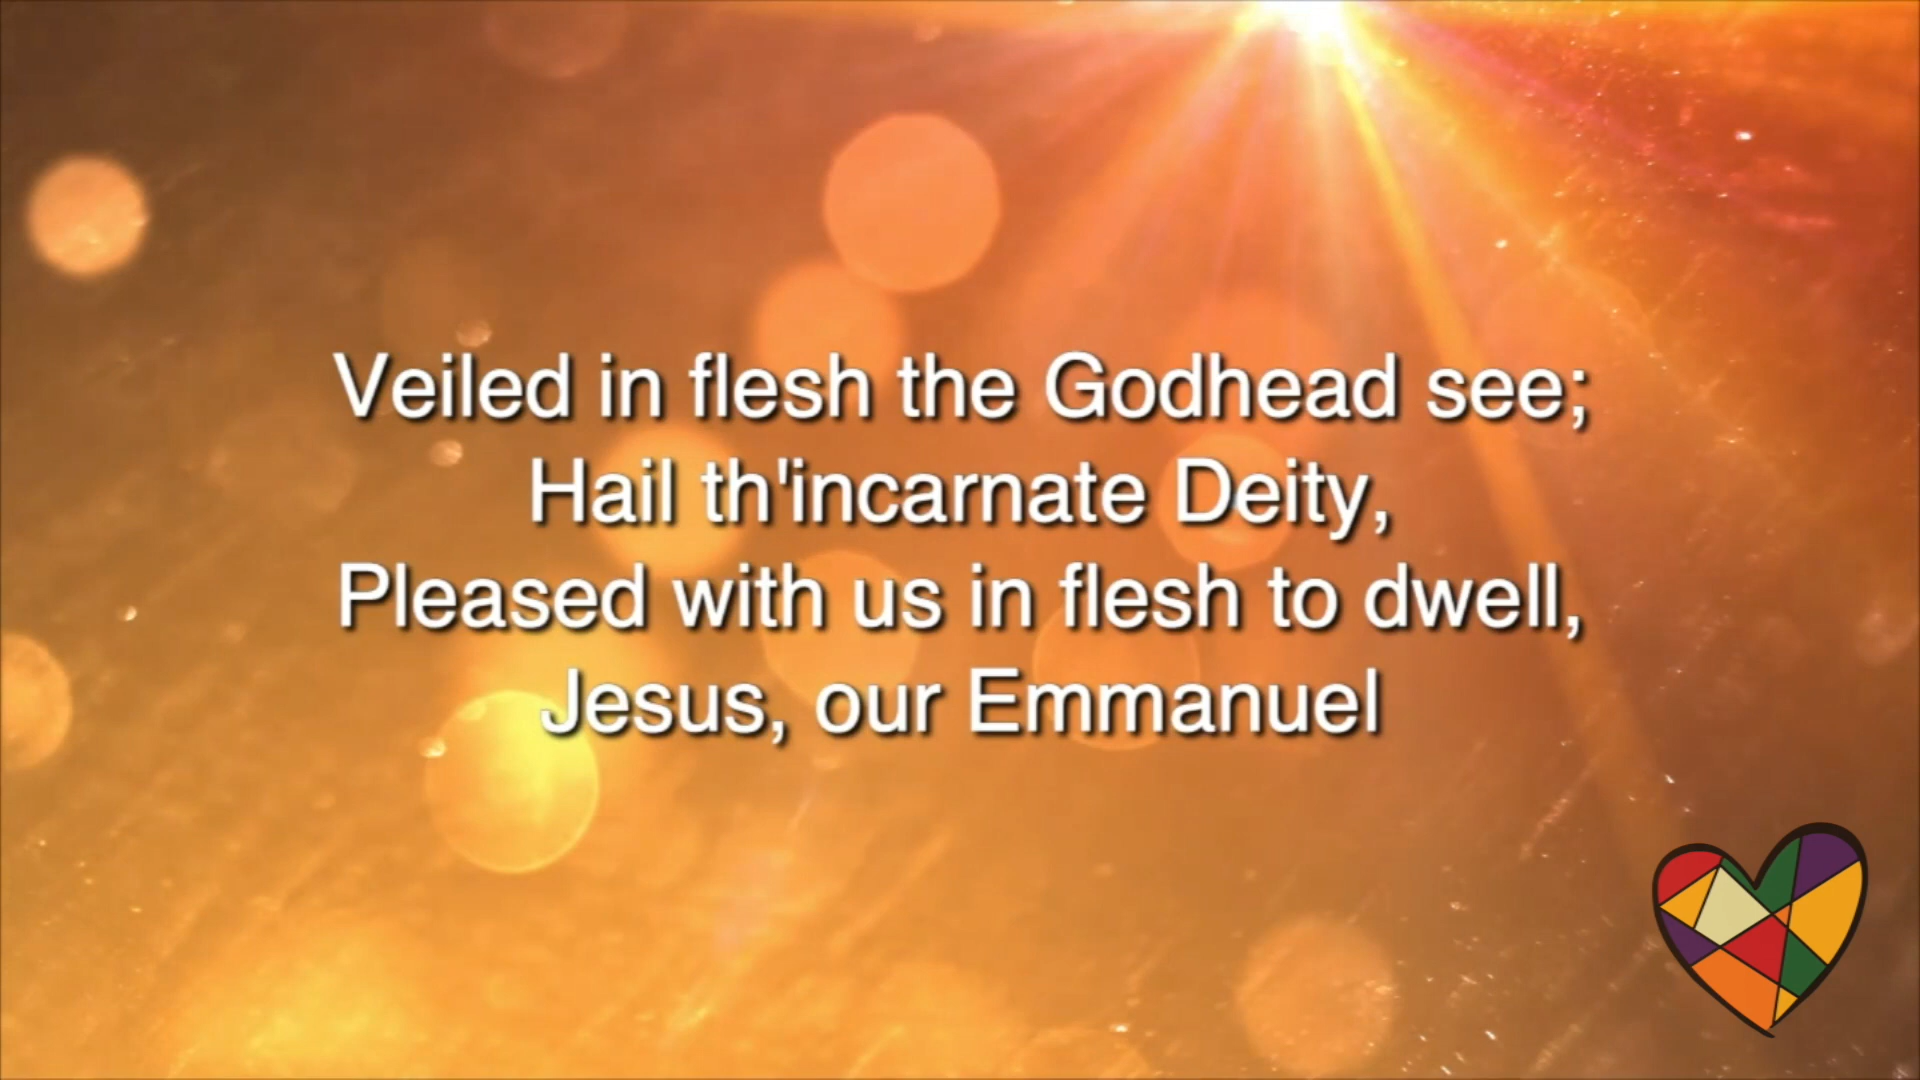 Veiled in flesh the Godhead see;
Hail th'incarnate Deity,
Pleased with us in flesh to dwell,
Jesus, our Emmanuel